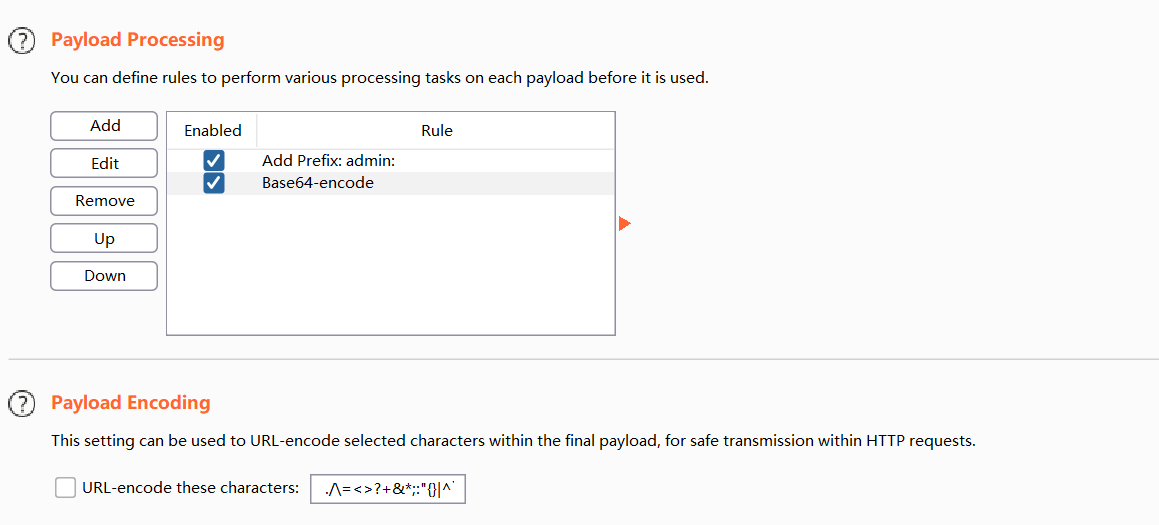 Payload Processing
You can define rules to perform various processing tasks on each payload before it is used.
Add
Edit
Remove
Up
Down
Enabled Rule
Add Prefix: admin:
Base64-encode
Payload Encoding
This setting can be used to URL-encode selected characters within the final payload, for safe transmission within HTTP requests.
URL-encode these characters: ./\=<>?+&*;:"{}|^`